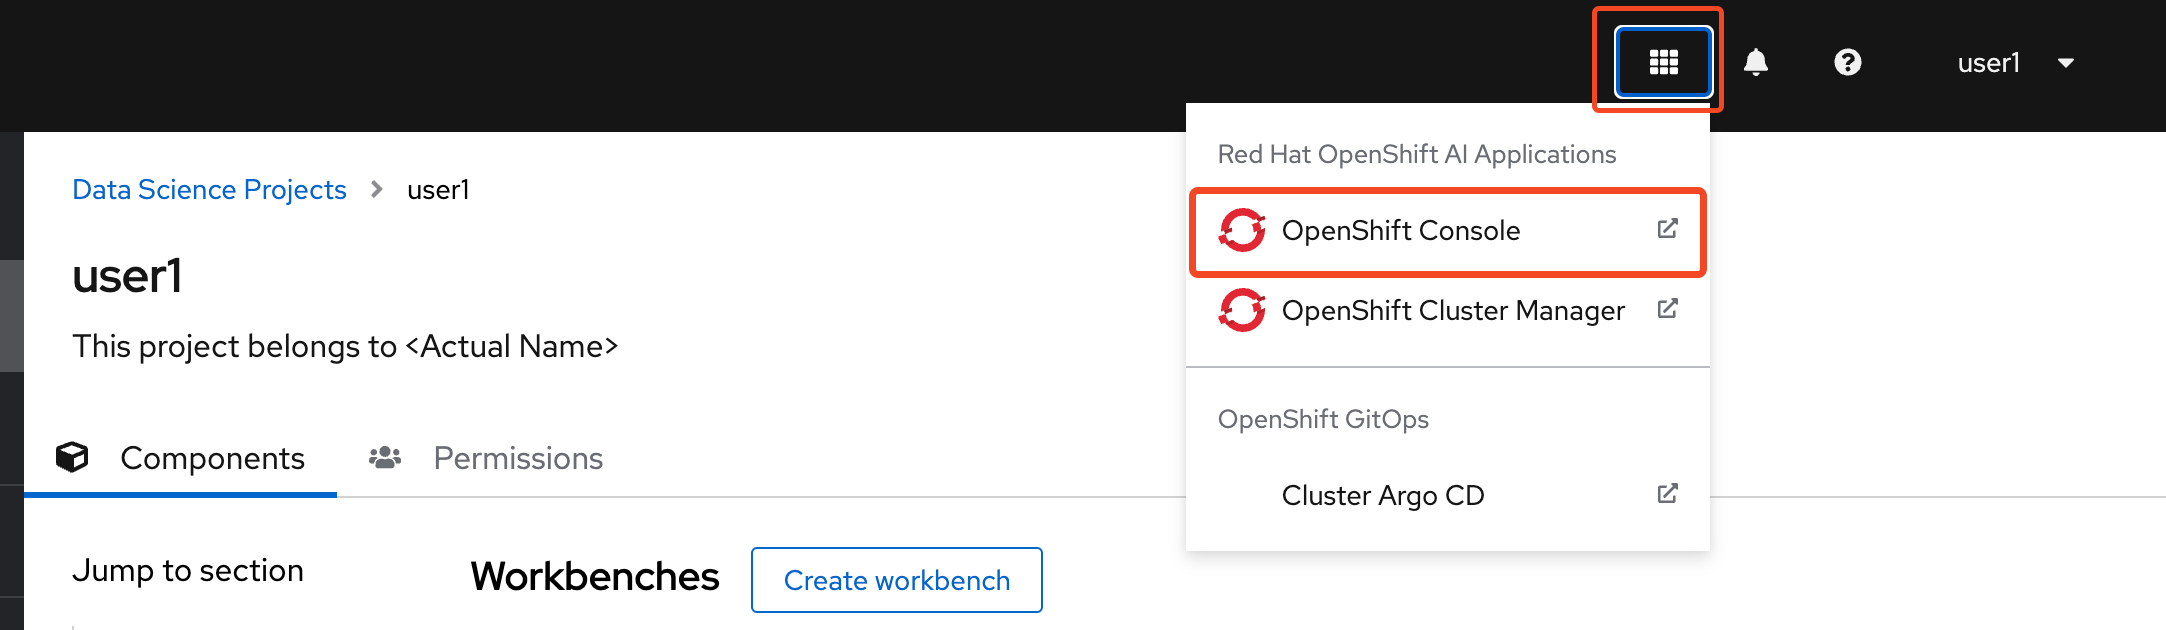 user1
Red Hat OpenShift AI Applications
Data Science Projects > user1
OpenShift Console
user1
OpenShift Cluster Manager
This project belongs to <Actual Name>
OpenShift GitOps
Components
Permissions
Cluster Argo CD
Jump to section
Workbenches
Create workbench